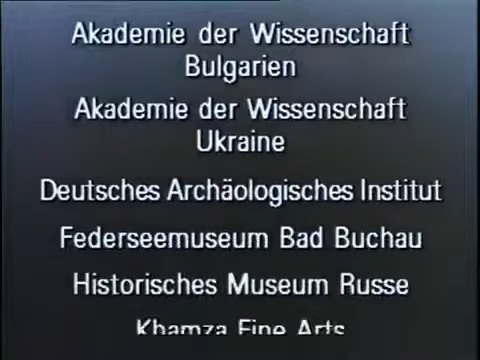 Akademie der Wissenschaft
Bulgarien
Akademie der Wissenschaft
Ukraine
Deutsches Archäologisches Institut
Federseemuseum Bad Buchau
Historisches Museum Russe
Khamza Fine Arts